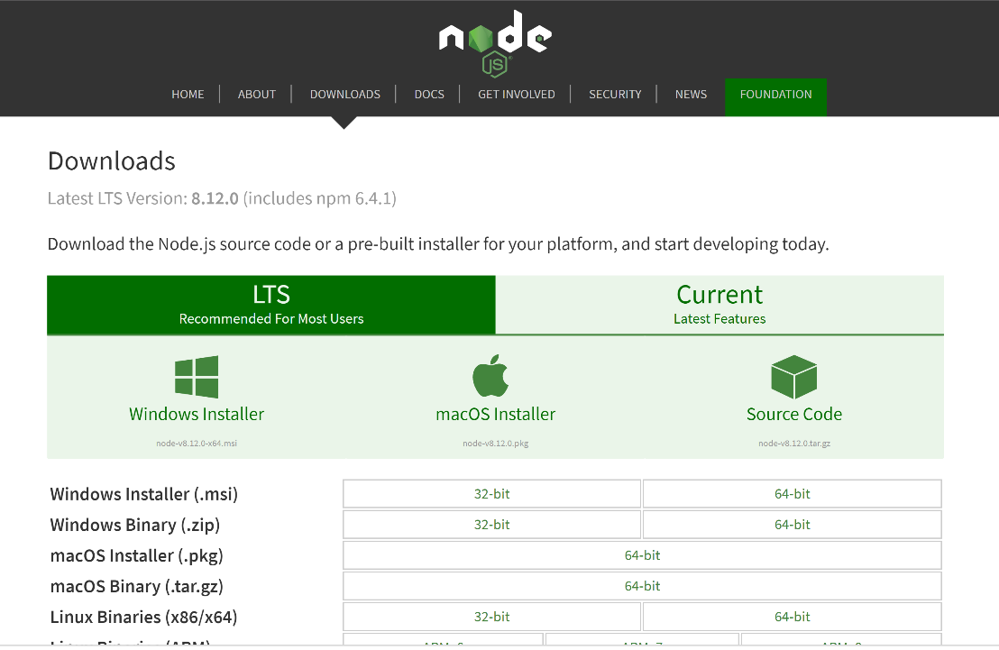 node
JS
HOME ABOUT DOWNLOADS DOCS GET INVOLVED SECURITY NEWS FOUNDATION
Downloads
Latest LTS Version: 8.12.0 (includes npm 6.4.1)
Download the Node.js source code or a pre-built installer for your platform, and start developing today.
LTS
Recommended For Most Users
Current
Latest Features
Windows Installer
node-v8.12.0-x64.msi
macOS Installer
node-v8.12.0.pkg
Source Code
node-v8.12.0.tar.gz
Windows Installer (.msi) 32-bit 64-bit
Windows Binary (.zip) 32-bit 64-bit
macOS Installer (.pkg) 64-bit
macOS Binary (.tar.gz) 64-bit
Linux Binaries (x86/x64) 32-bit 64-bit